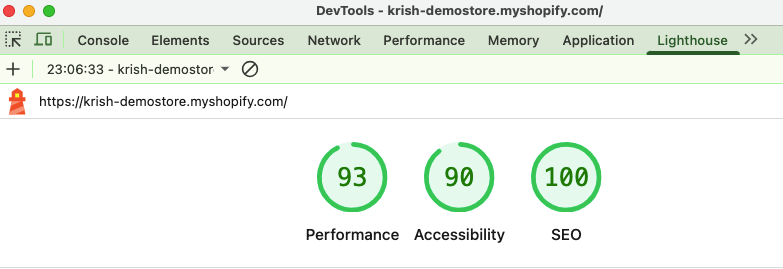 DevTools - krish-demostore.myshopify.com/
Console Elements Sources Network Performance Memory Application Lighthouse
23:06:33 - krish-demostor
https://krish-demostore.myshopify.com/
93 90 100
Performance Accessibility SEO